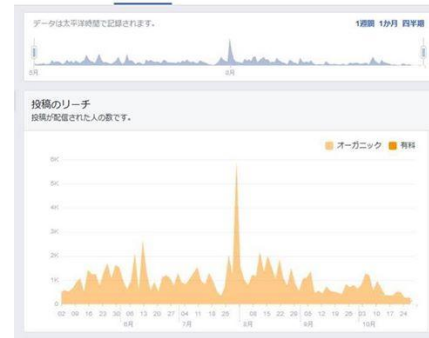 データは太平洋時間で記録されます。 1週間 1か月 四半期
投稿のリーチ
投稿が配信された人の数です。
オーガニック 有料
6K
5K
4K
3K
2K
1K
02 09 16 23 30 06 13 20 27 04 11 18 25 08 15 22 29 05 12 19 26 03 10 17 24
6月 7月 8月 9月 10月